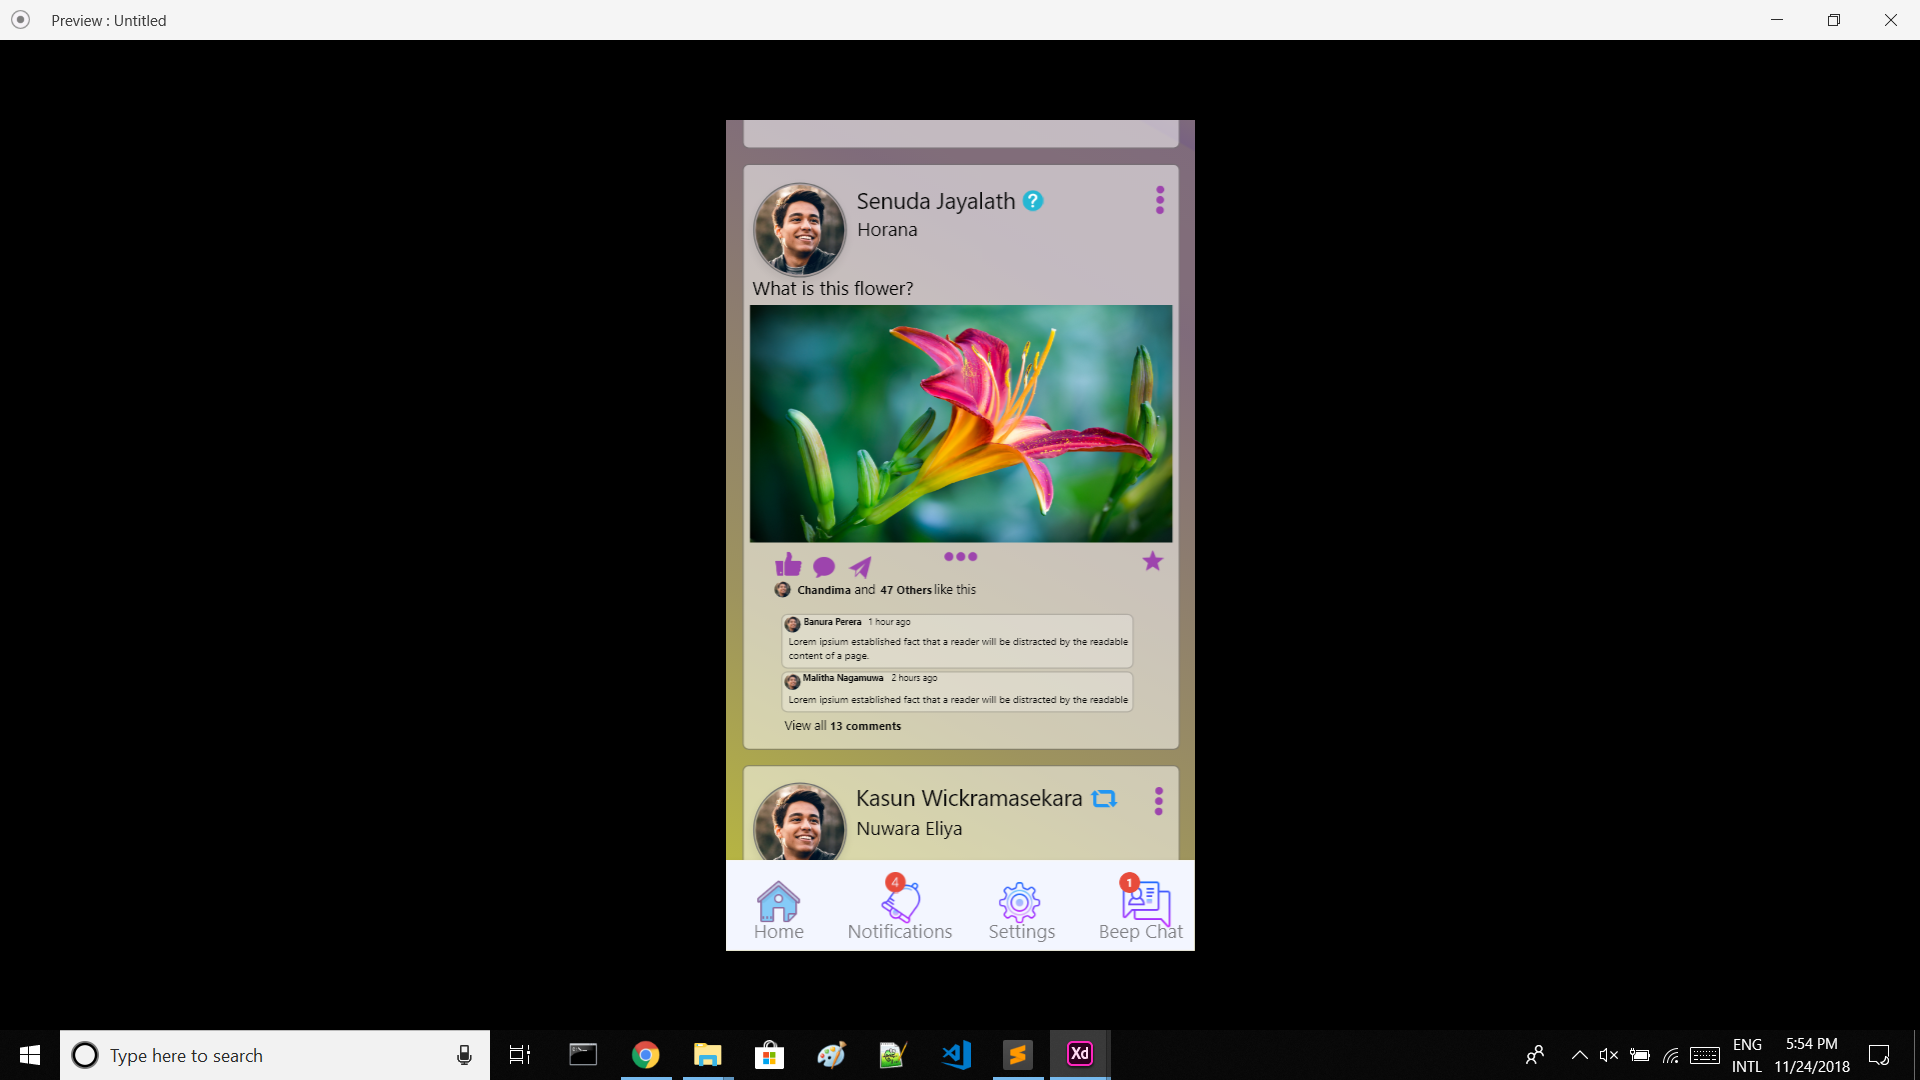 Preview : Untitled
Senuda Jayalath ?
Horana
What is this flower?
Chandima and 47 Others like this
Banura Perera 1 hour ago
Lorem ipsium established fact that a reader will be distracted by the readable
content of a page.
Malitha Nagamuwa 2 hours ago
Lorem ipsium established fact that a reader will be distracted by the readable
View all 13 comments
Kasun Wickramasekara
Nuwara Eliya
4
1
Home Notifications Settings Beep Chat
Type here to search
Xd
ENG
INTL
5:54 PM
11/24/2018